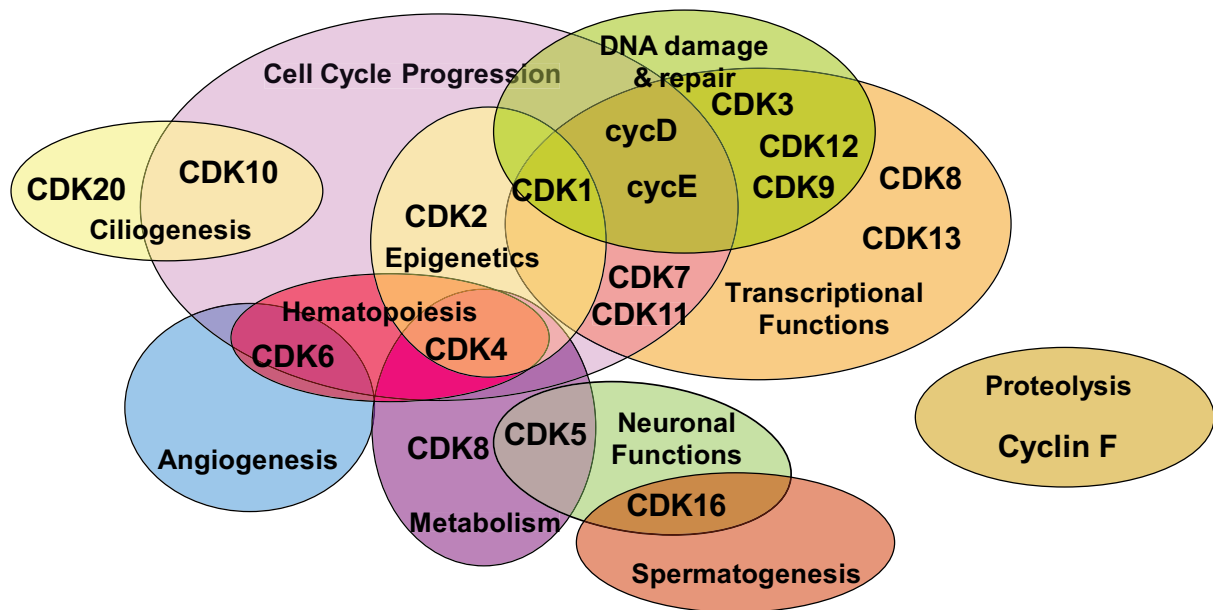 DNA damage
& repair
Cell Cycle Progression
CDK3
cycD
CDK12
CDK20
CDK10
CDK1
cycE
CDK9
CDK8
Ciliogenesis
CDK2
Epigenetics
CDK13
CDK7
CDK11
Transcriptional
Functions
Hematopoiesis
CDK6
CDK4
Proteolysis
Cyclin F
Angiogenesis
CDK8
CDK5
Neuronal
Functions
CDK16
Metabolism
Spermatogenesis